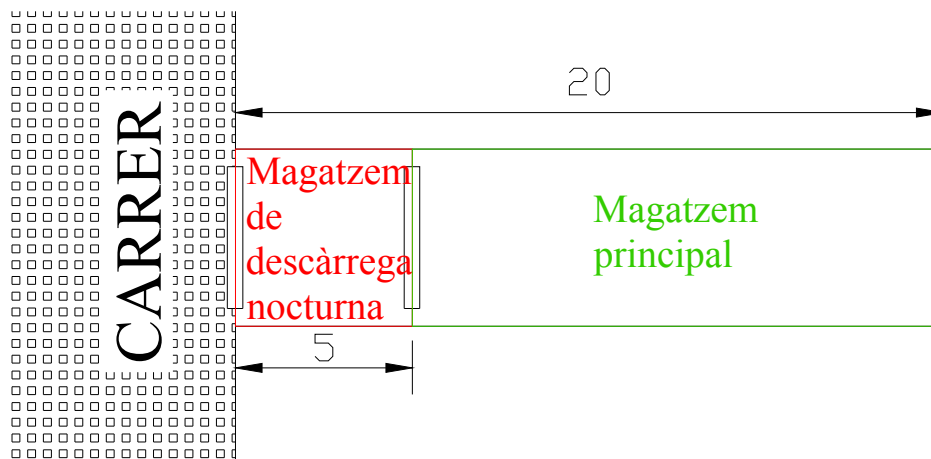 20
CARRER
Magatzem
de
descàrrega
nocturna
Magatzem
principal
5